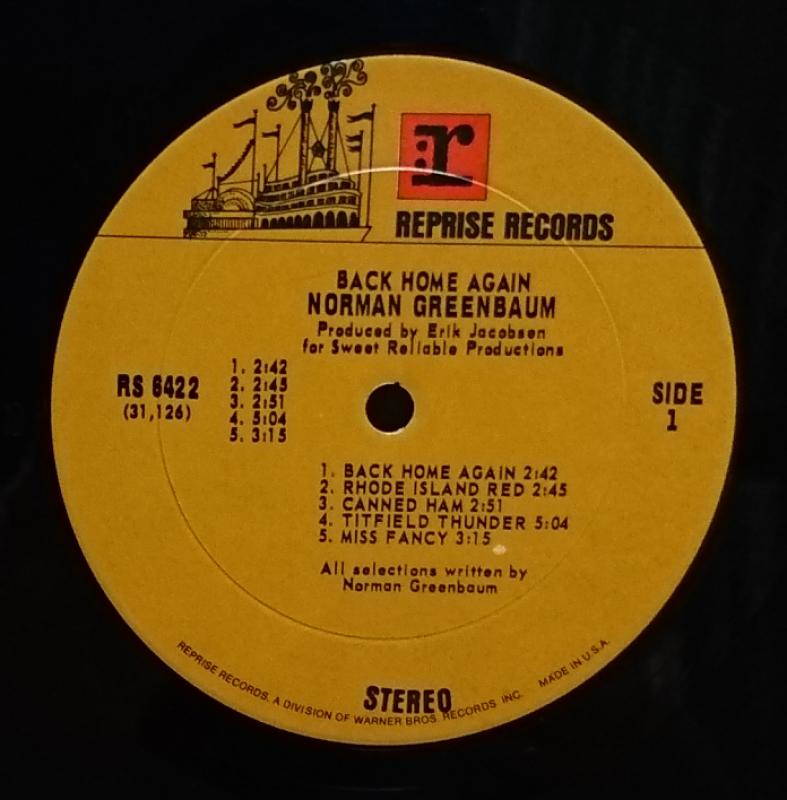 r
REPRISE RECORDS
BACK HOME AGAIN
NORMAN GREENBAUM
Produced by Erik Jacobsen
for Sweet Reliable Productions
RS 6422
(31,126)
1. 2:42
2. 2:45
3. 2:51
4. 5:04
5. 3:15
SIDE
1
1. BACK HOME AGAIN 2:42
2. RHODE ISLAND RED 2:45
3. CANNED HAM 2:51
4. TITFIELD THUNDER 5:04
5. MISS FANCY 3:15
All selections written by
Norman Greenbaum
STEREO
REPRISE RECORDS, A DIVISION OF WARNER BROS. RECORDS INC. MADE IN U.S.A.